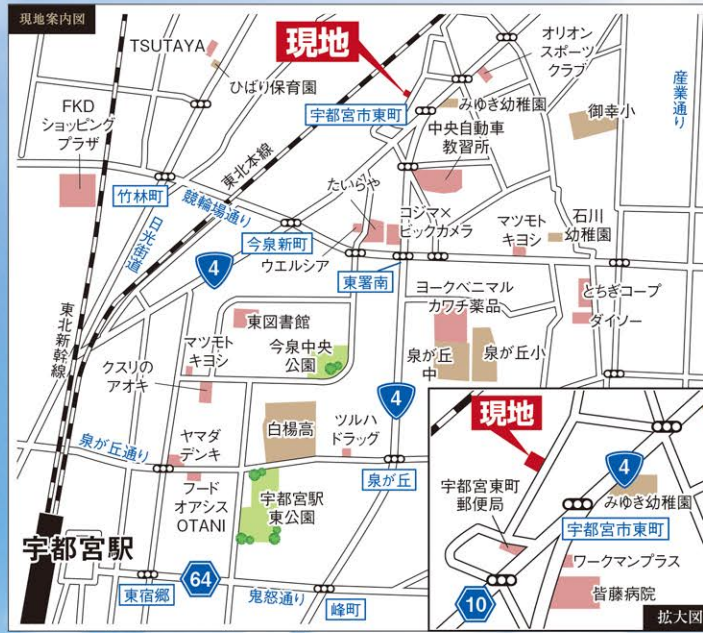 現地案内図
TSUTAYA
ひばり保育園
現地
オリオン
スポーツ
クラブ
産業通り
FKD
ショッピング
プラザ
宇都宮市東町
みゆき幼稚園
御幸小
中央自動車
教習所
東北本線
竹林町
競輪場通り
たいらや
日光街道
今泉新町
コジマ×
ビックカメラ
マツモト
キヨシ
石川
幼稚園
4
ウエルシア
東署南
ヨークベニマル
カワチ薬品
とちぎコープ
ダイソー
東北新幹線
東図書館
マツモト
キヨシ
今泉中央
公園
泉が丘
中
泉が丘小
クスリの
アオキ
4
白楊高
ツルハ
ドラッグ
泉が丘通り
ヤマダ
デンキ
泉が丘
フード
オアシス
OTANI
宇都宮駅
東公園
宇都宮駅
東宿郷
64
鬼怒通り
峰町
現地
4
宇都宮東町
郵便局
みゆき幼稚園
宇都宮市東町
ワークマンプラス
10
皆藤病院
拡大図